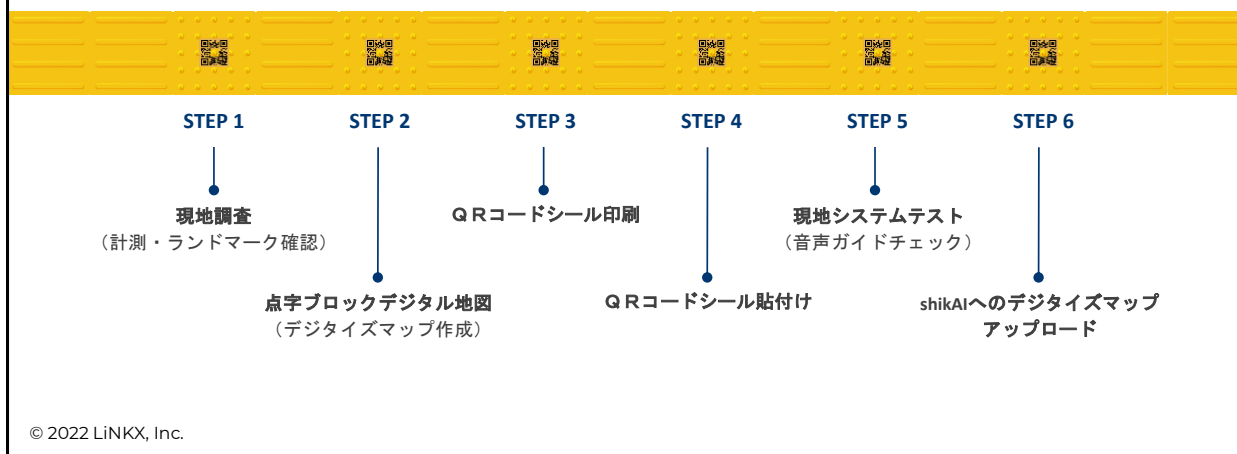 STEP 1
STEP 2
STEP 3
STEP 4
STEP 5
STEP 6
現地調査
（計測・ランドマーク確認）
点字ブロックデジタル地図
（デジタイズマップ作成）
ＱＲコードシール印刷
ＱＲコードシール貼付け
現地システムテスト
（音声ガイドチェック）
shikAIへのデジタイズマップ
アップロード
© 2022 LiNKX, Inc.